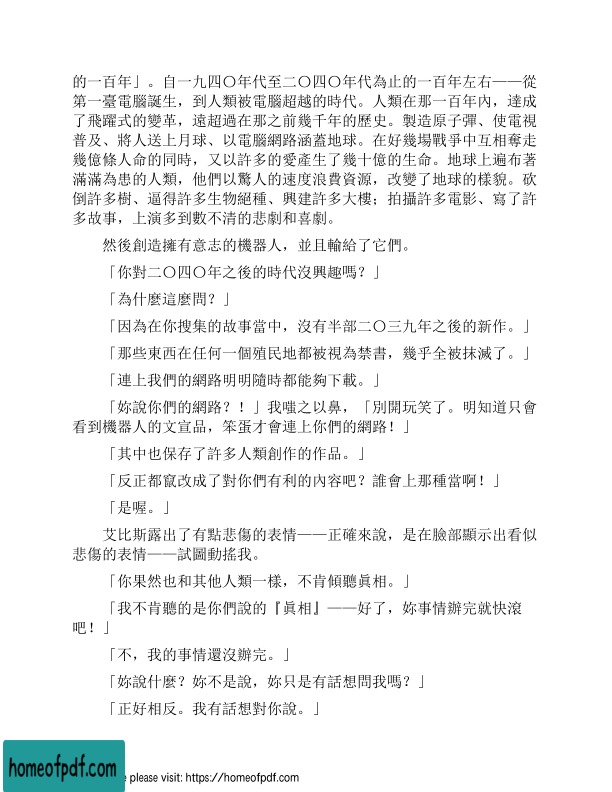 的一百年」。自一九四〇年代至二〇四〇年代為止的一百年左右——從
第一臺電腦誕生，到人類被電腦超越的時代。人類在那一百年內，達成
了飛躍式的變革，遠超過在那之前幾千年的歷史。製造原子彈、使電視
普及、將人送上月球、以電腦網路涵蓋地球。在好幾場戰爭中互相奪走
幾億條人命的同時，又以許多的愛產生了幾十億的生命。地球上遍布著
滿滿為患的人類，他們以驚人的速度浪費資源，改變了地球的樣貌。砍
倒許多樹、逼得許多生物絕種、興建許多大樓；拍攝許多電影、寫了許
多故事，上演多到數不清的悲劇和喜劇。
然後創造擁有意志的機器人，並且輸給了它們。
「你對二〇四〇年之後的時代沒興趣嗎？」
「為什麼這麼問？」
「因為在你搜集的故事當中，沒有半部二〇三九年之後的新作。」
「那些東西在任何一個殖民地都被視為禁書，幾乎全被抹滅了。」
「連上我們的網路明明隨時都能夠下載。」
「妳說你們的網路？！」我嗤之以鼻，「別開玩笑了。明知道只會
看到機器人的文宣品，笨蛋才會連上你們的網路！」
「其中也保存了許多人類創作的作品。」
「反正都竄改成了對你們有利的內容吧？誰會上那種當啊！」
「是喔。」
艾比斯露出了有點悲傷的表情——正確來說，是在臉部顯示出看似
悲傷的表情——試圖動搖我。
「你果然也和其他人類一樣，不肯傾聽眞相。」
「我不肯聽的是你們說的『眞相』——好了，妳事情辦完就快滾
吧！」
「不，我的事情還沒辦完。」
「妳說什麼？妳不是說，妳只是有話想問我嗎？」
「正好相反。我有話想對你說。」
homeofpdf.com
e please visit: https://homeofpdf.com